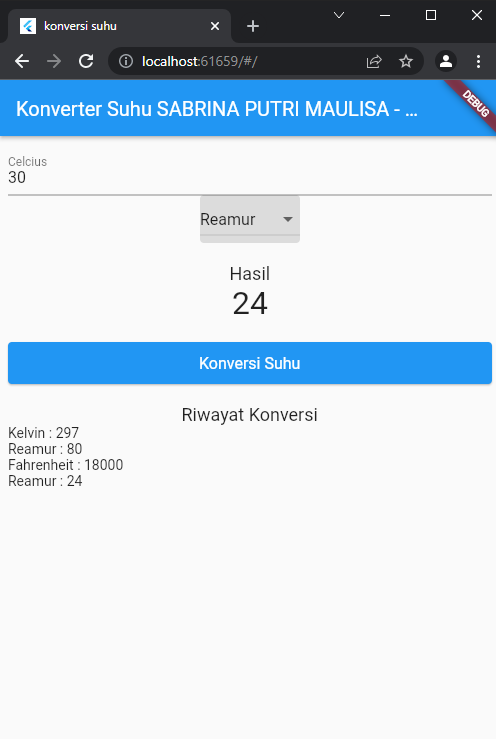 konversi suhu
localhost:61659/#/
Konverter Suhu SABRINA PUTRI MAULISA - ...
DEBUG
Celcius
30
Reamur
Hasil
24
Konversi Suhu
Riwayat Konversi
Kelvin : 297
Reamur : 80
Fahrenheit : 18000
Reamur : 24